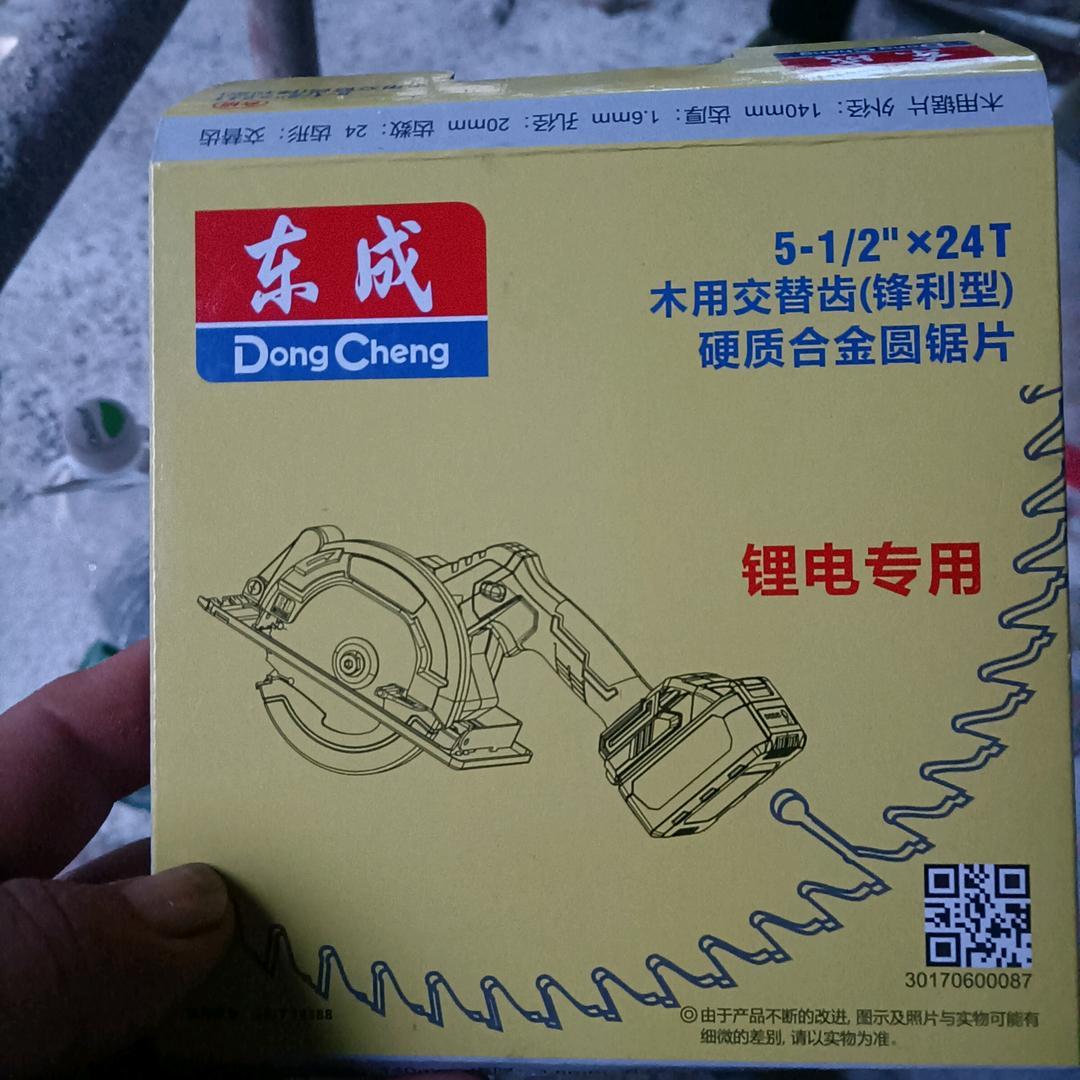 木用锯片 外径: 140mm 齿厚: 1.6mm 孔径: 20mm 齿数: 24 齿形: 交替齿
东成
DongCheng
5-1/2"×24T
木用交替齿(锋利型)
硬质合金圆锯片
锂电专用
30170600087
◎由于产品不断的改进, 图示及照片与实物可能有
细微的差别, 请以实物为准。